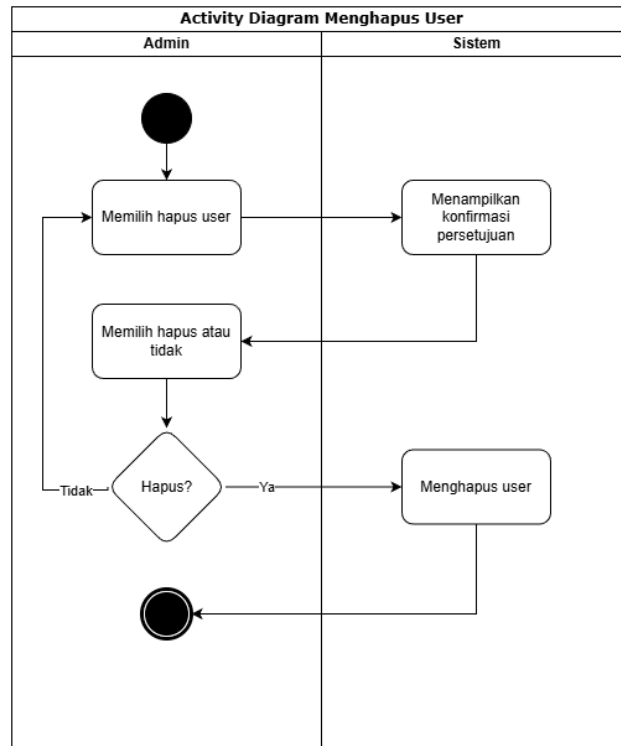 Activity Diagram Menghapus User
Admin
Sistem
Memilih hapus user
Menampilkan
konfirmasi
persetujuan
Memilih hapus atau
tidak
Hapus?
Tidak
Ya
Menghapus user